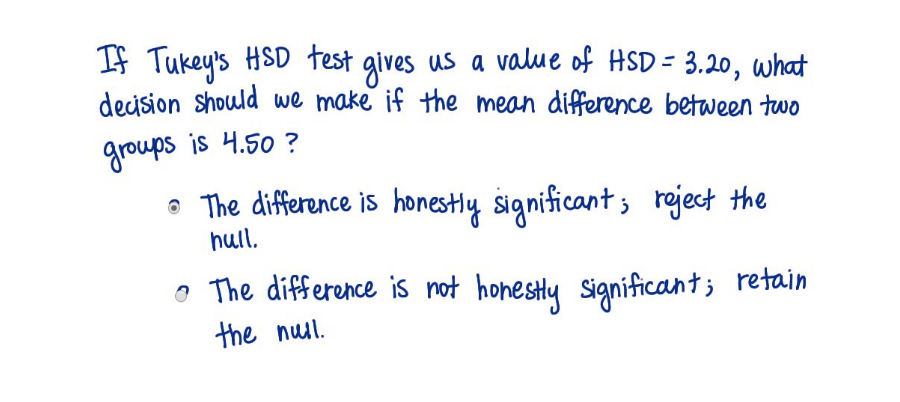 If Tukey's HSD test gives us a value of HSD = 3.20, what
decision should we make if the mean difference between two
groups is 4.50 ?
The difference is honestly significant; reject the
null.
The difference is not honestly significant; retain
the null.